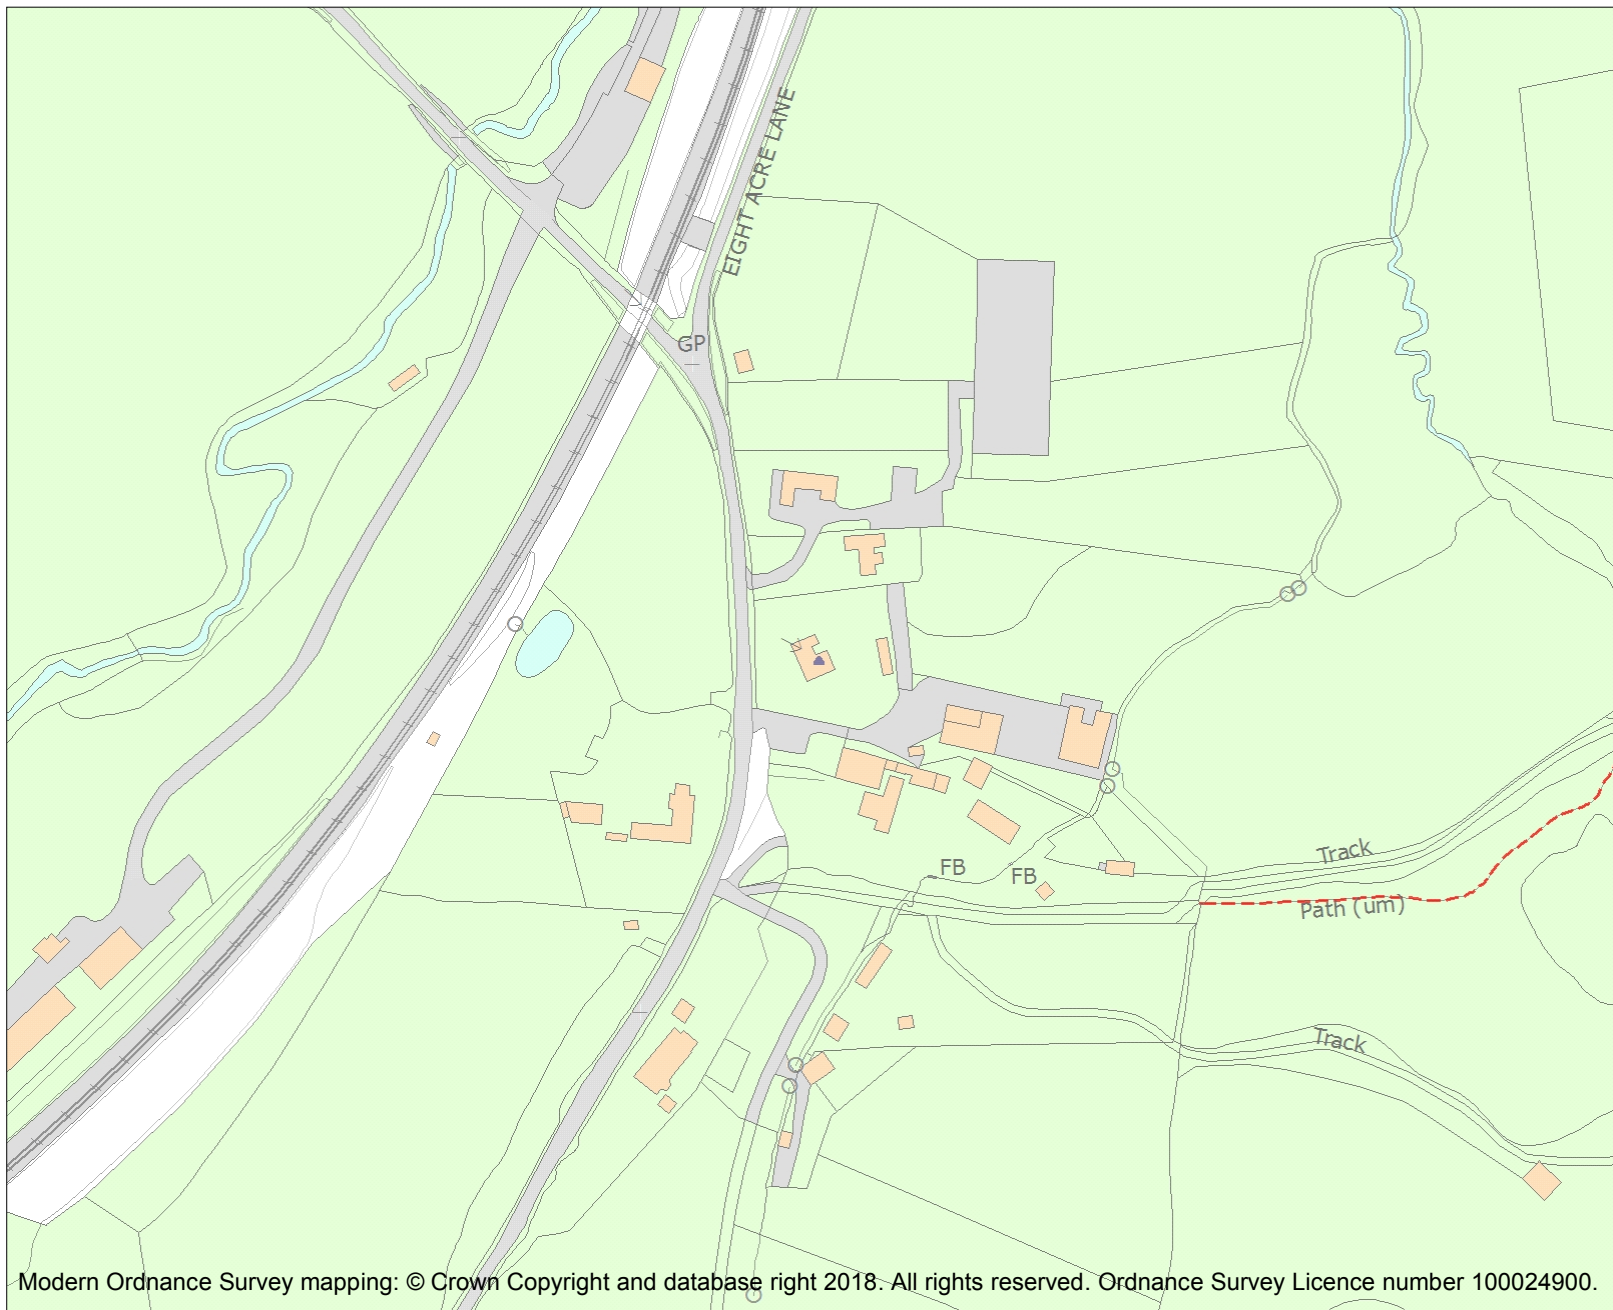 EIGHT ACRE LANE
GP
FB
FB
Track
Path (um)
Track
Modern Ordnance Survey mapping: © Crown Copyright and database right 2018. All rights reserved. Ordnance Survey Licence number 100024900.